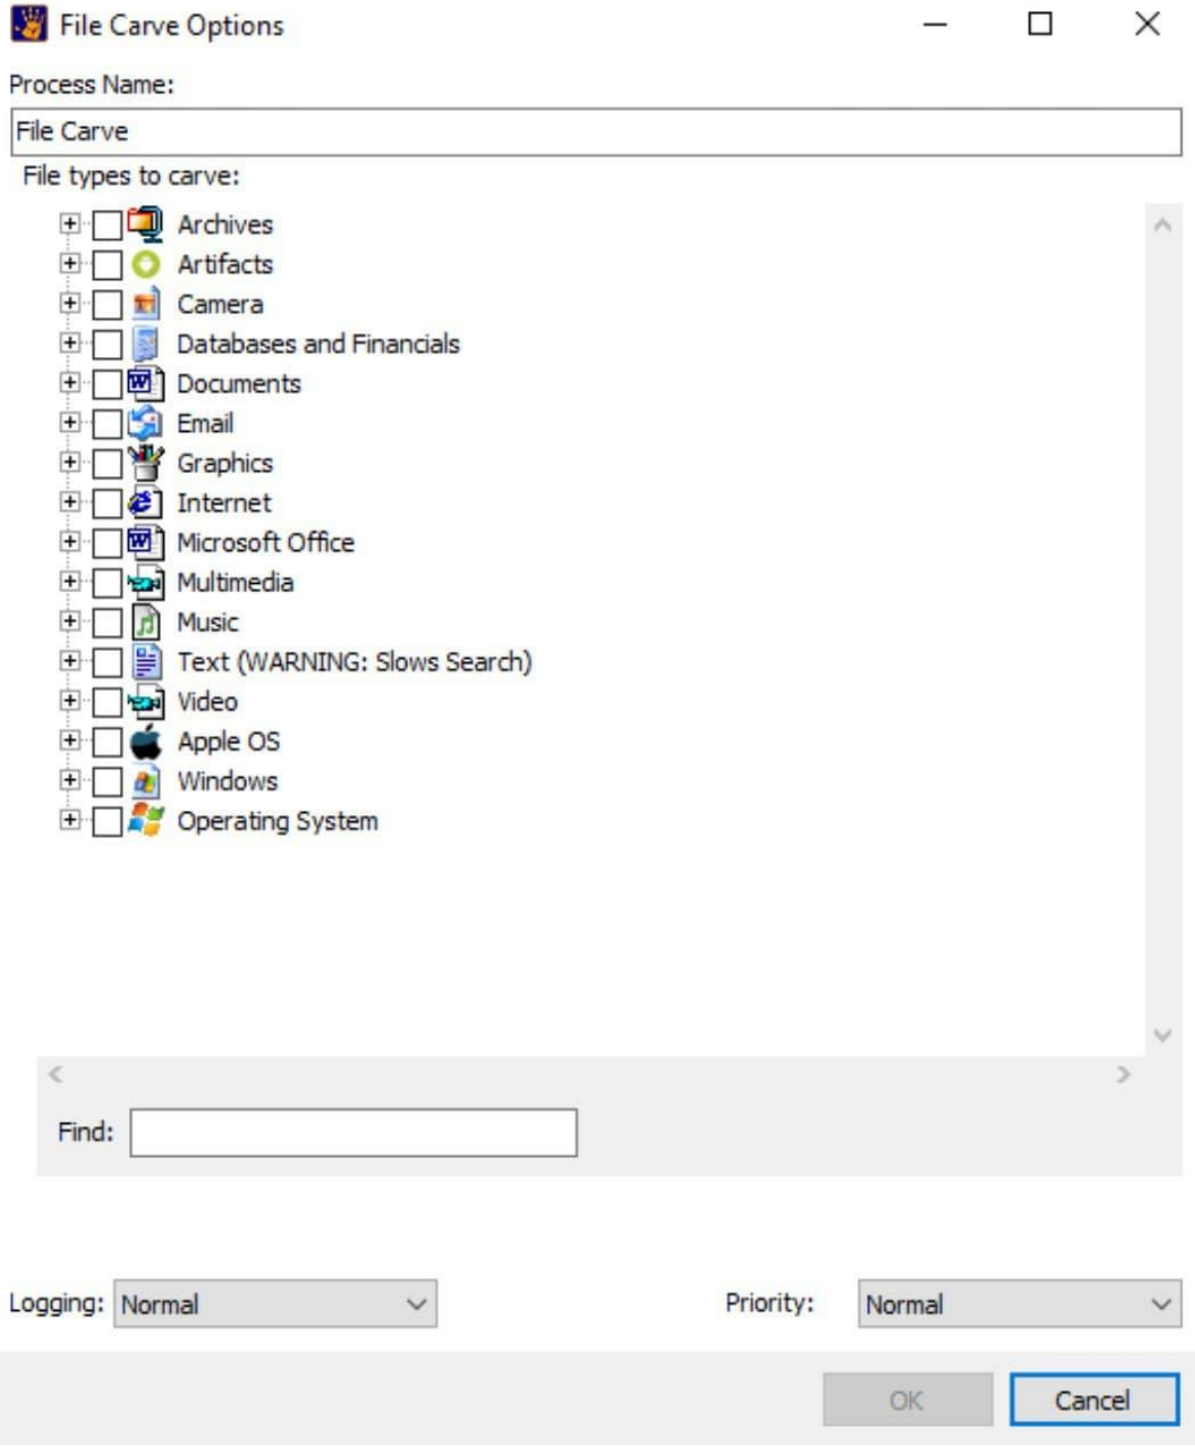 File Carve Options
Process Name:
File Carve
File types to carve:
Archives
Artifacts
Camera
Databases and Financials
Documents
Email
Graphics
Internet
Microsoft Office
Multimedia
Music
Text (WARNING: Slows Search)
Video
Apple OS
Windows
Operating System
Find:
Logging: Normal Priority: Normal
OK Cancel